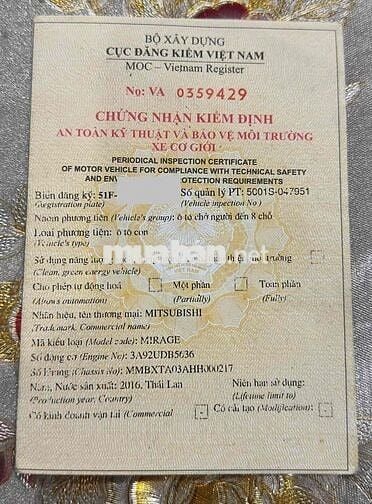 BỘ XÂY DỰNG
CỤC ĐĂNG KIỂM VIỆT NAM
MOC – Vietnam Register
No: VA 0359429
CHỨNG NHẬN KIỂM ĐỊNH
AN TOÀN KỸ THUẬT VÀ BẢO VỆ MÔI TRƯỜNG
XE CƠ GIỚI
PERIODICAL INSPECTION CERTIFICATE
OF MOTOR VEHICLE FOR COMPLIANCE WITH TECHNICAL SAFETY
AND OTECTION REQUIREMENTS
Biển đăng ký: 51F- Số quản lý PT: 5001S-047951
(Registration plate) (Vehicle inspection No)
Nhóm phương tiện (Vehicle's group): ô tô chở người đến 8 chỗ
Loại phương tiện: ô tô con
(Vehicle's type)
muaban.net
Sử dụng năng trường
(Clean, green energy vehicle)
Cho phép tự động hoá Một phần Toàn phần
(Allows automation) (Partially) (Fully)
Nhãn hiệu, tên thương mại: MITSUBISHI
(Trademark, Commercial name)
Mã kiểu loại (Model code): MIRAGE
Số động cơ (Engine No): 3A92UDB5636
Số khung (Chassis No): MMBXTA03AHH000217
Năm, Nước sản xuất: 2016, Thái Lan Niên hạn sử dụng:
(Production year, Country) (Lifetime limit to)
Có kinh doanh vận tải (Commercial Có cải tạo (Modification):